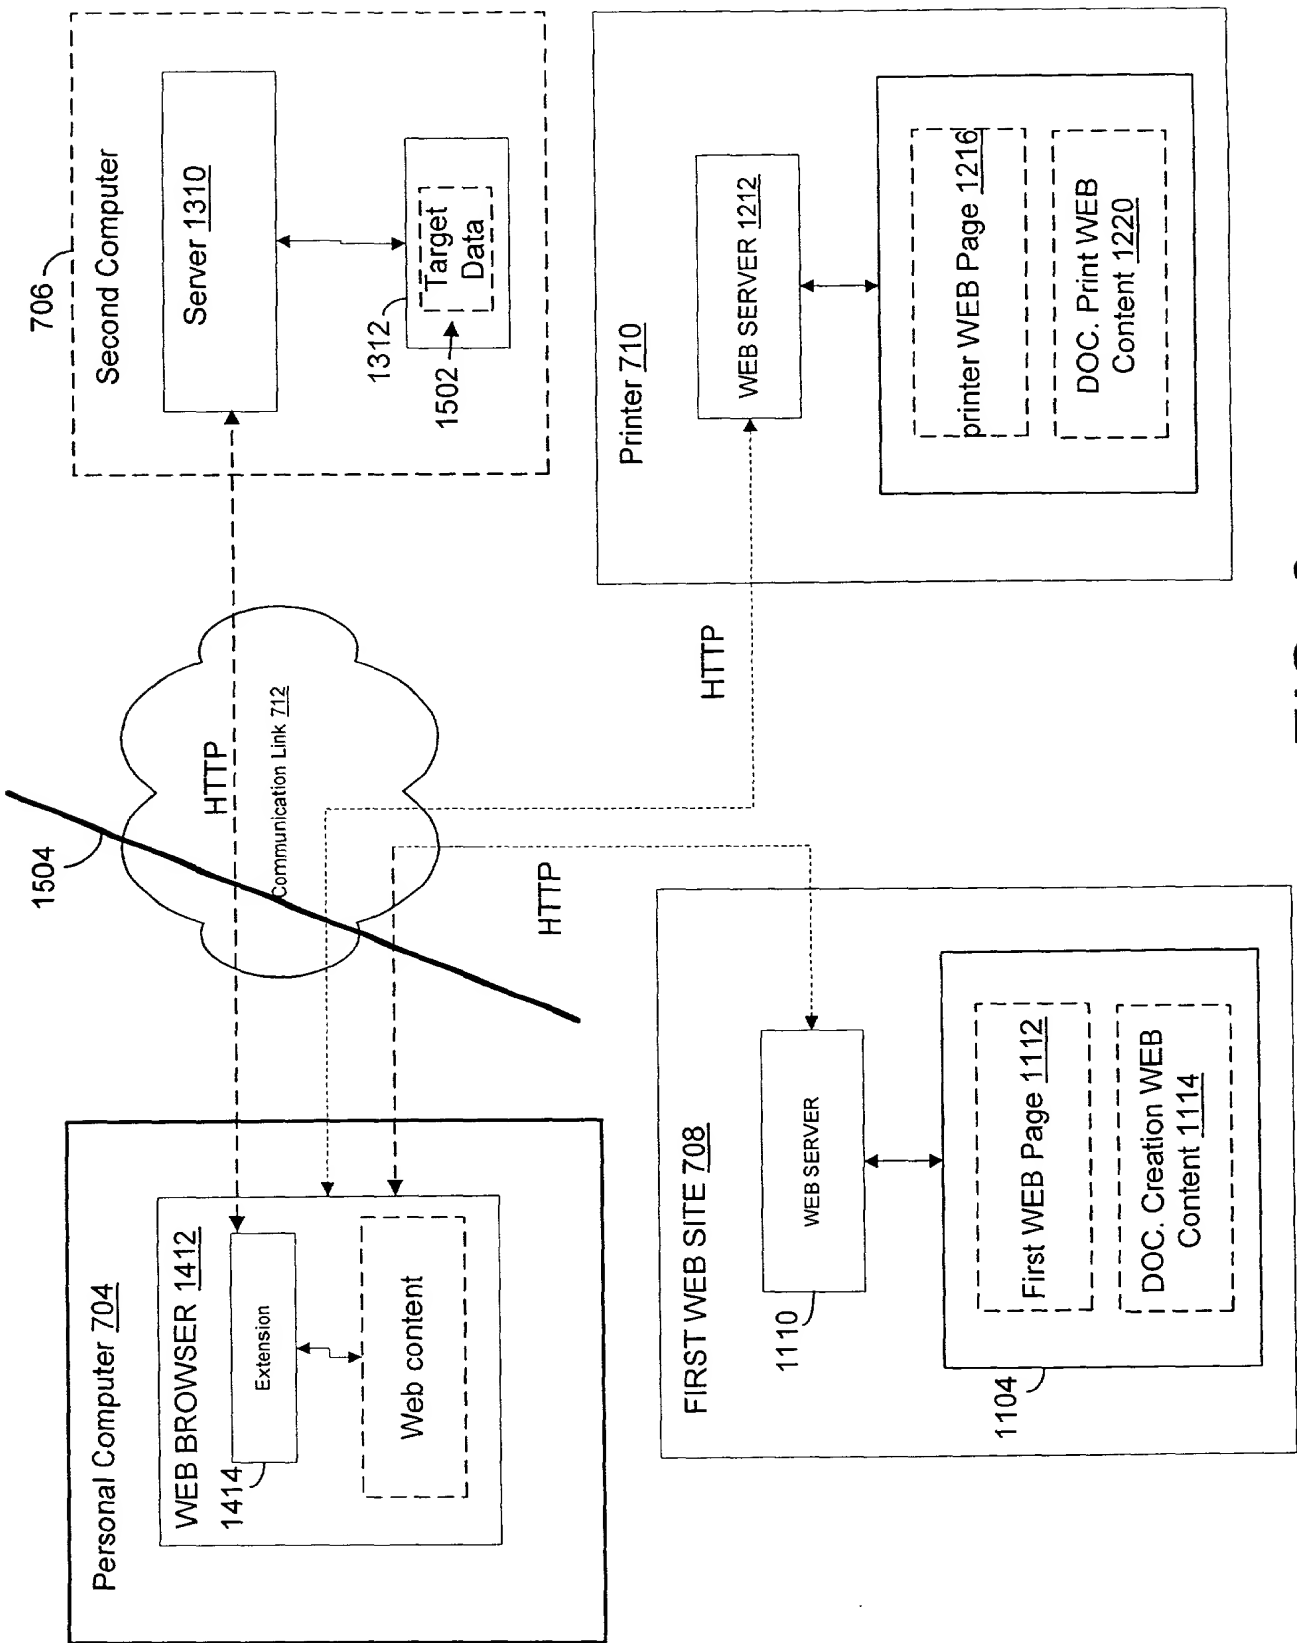 706
Second Computer
Server 1310
1312
1502
Target
Data
1504
HTTP
Communication Link 712
Personal Computer 704
WEB BROWSER 1412
1414
Extension
Web content
HTTP
HTTP
Printer 710
WEB SERVER 1212
printer WEB Page 1216
DOC. Print WEB
Content 1220
FIRST WEB SITE 708
1110
WEB SERVER
1104
First WEB Page 1112
DOC. Creation WEB
Content 1114